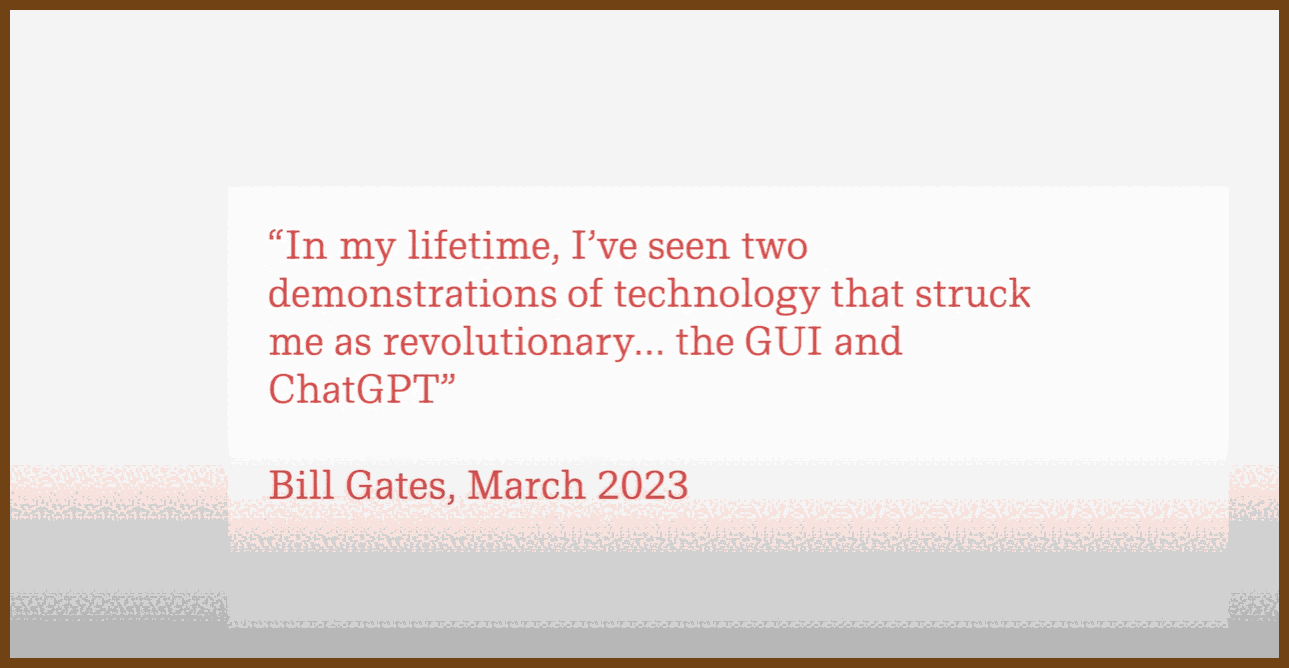 “In my lifetime, I’ve seen two
demonstrations of technology that struck
me as revolutionary... the GUI and
ChatGPT”
Bill Gates, March 2023